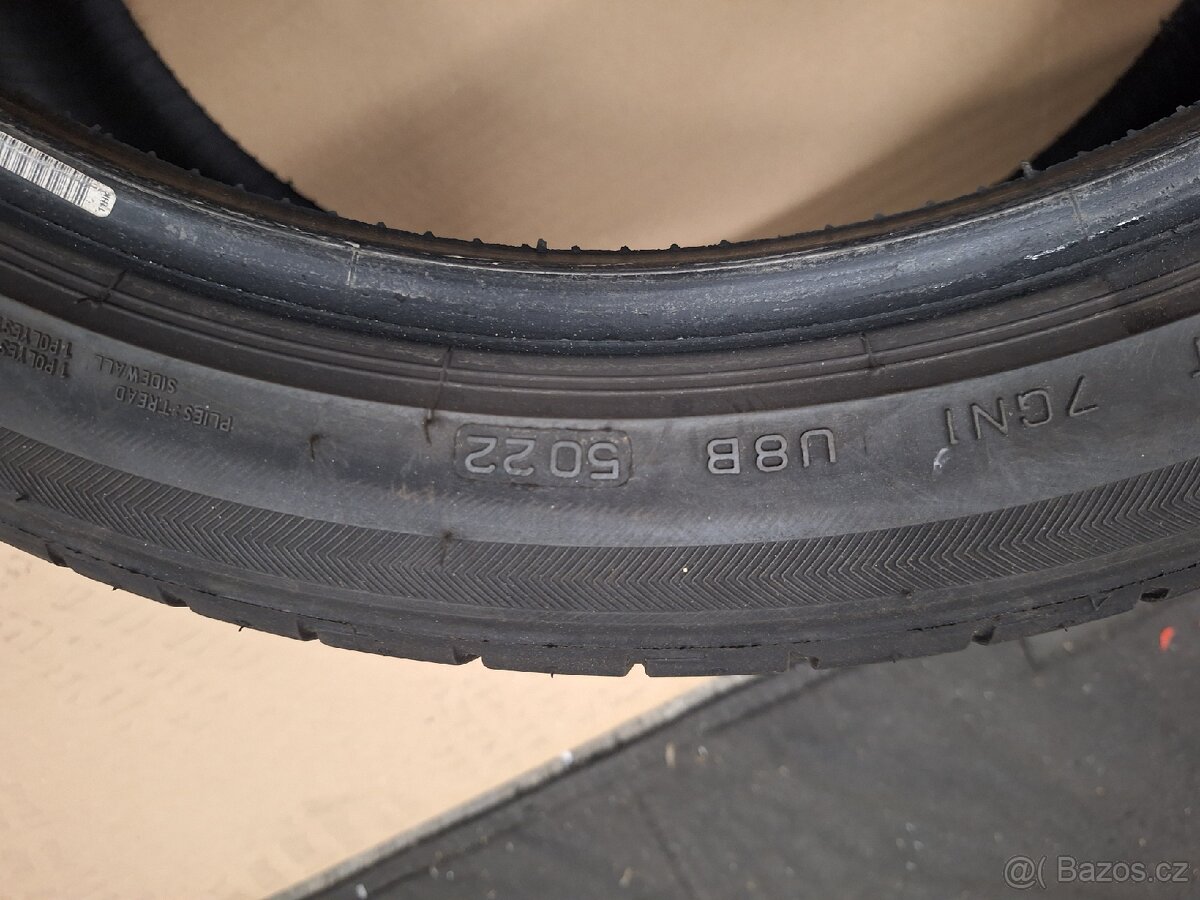 7GN1 U8B 5022
PLIES: TREAD
SIDEWALL
@( Bazos.cz